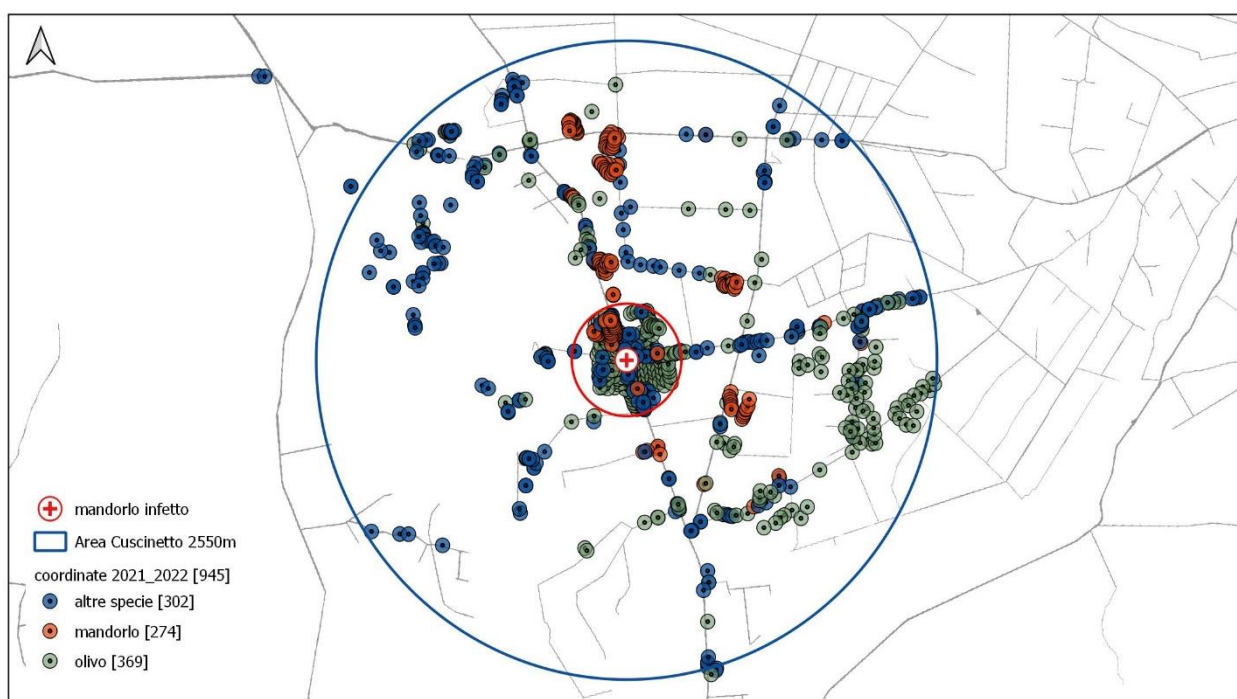 mandorlo infetto
Area Cuscinetto 2550m
coordinate 2021_2022 [945]
altre specie [302]
mandorlo [274]
olivo [369]